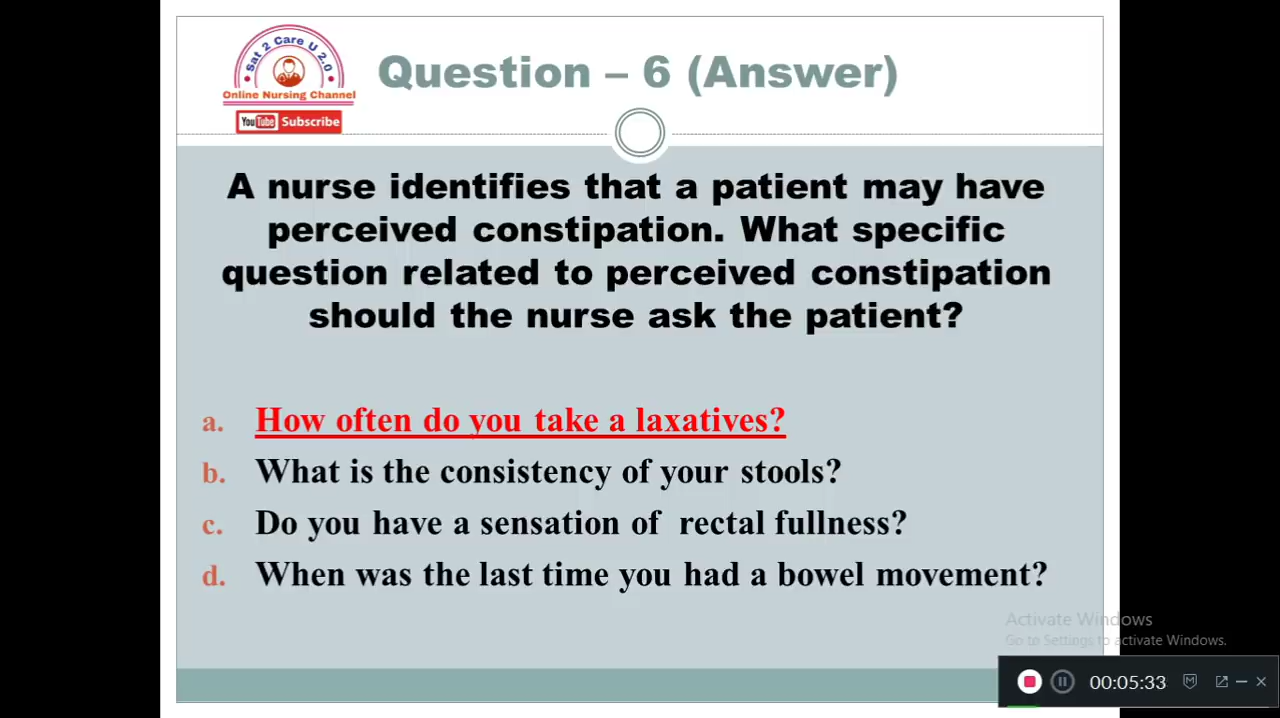 Sat 2 Care U 2.0
Online Nursing Channel
YouTube Subscribe
Question – 6 (Answer)
A nurse identifies that a patient may have
perceived constipation. What specific
question related to perceived constipation
should the nurse ask the patient?
a. How often do you take a laxatives?
b. What is the consistency of your stools?
c. Do you have a sensation of rectal fullness?
d. When was the last time you had a bowel movement?
Activate Windows
Go to Settings to activate Windows.
00:05:33